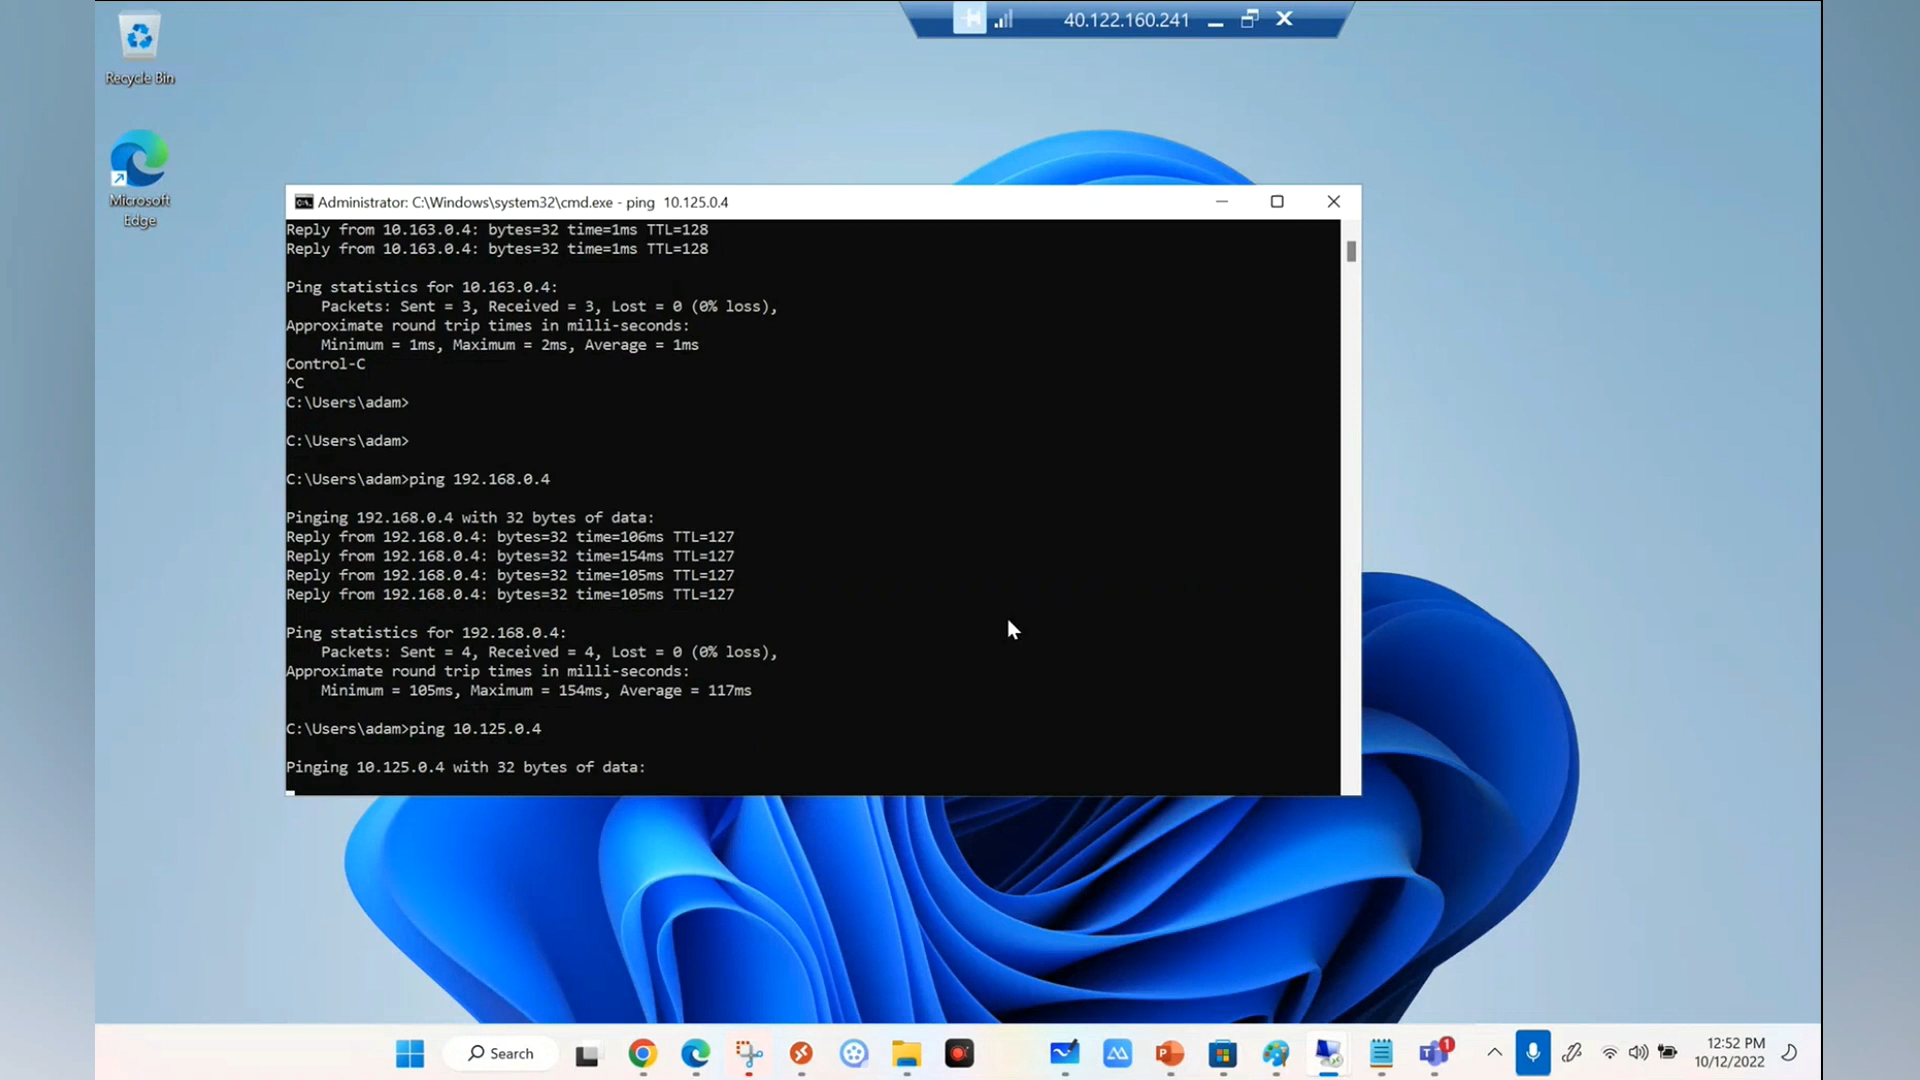 40.122.160.241
Recycle Bin
Microsoft
Edge
Administrator: C:\Windows\system32\cmd.exe - ping  10.125.0.4
Reply from 10.163.0.4: bytes=32 time=1ms TTL=128
Reply from 10.163.0.4: bytes=32 time=1ms TTL=128
Ping statistics for 10.163.0.4:
    Packets: Sent = 3, Received = 3, Lost = 0 (0% loss),
Approximate round trip times in milli-seconds:
    Minimum = 1ms, Maximum = 2ms, Average = 1ms
Control-C
^C
C:\Users\adam>
C:\Users\adam>
C:\Users\adam>ping 192.168.0.4
Pinging 192.168.0.4 with 32 bytes of data:
Reply from 192.168.0.4: bytes=32 time=106ms TTL=127
Reply from 192.168.0.4: bytes=32 time=154ms TTL=127
Reply from 192.168.0.4: bytes=32 time=105ms TTL=127
Reply from 192.168.0.4: bytes=32 time=105ms TTL=127
Ping statistics for 192.168.0.4:
    Packets: Sent = 4, Received = 4, Lost = 0 (0% loss),
Approximate round trip times in milli-seconds:
    Minimum = 105ms, Maximum = 154ms, Average = 117ms
C:\Users\adam>ping 10.125.0.4
Pinging 10.125.0.4 with 32 bytes of data:
Search
1
12:52 PM
10/12/2022